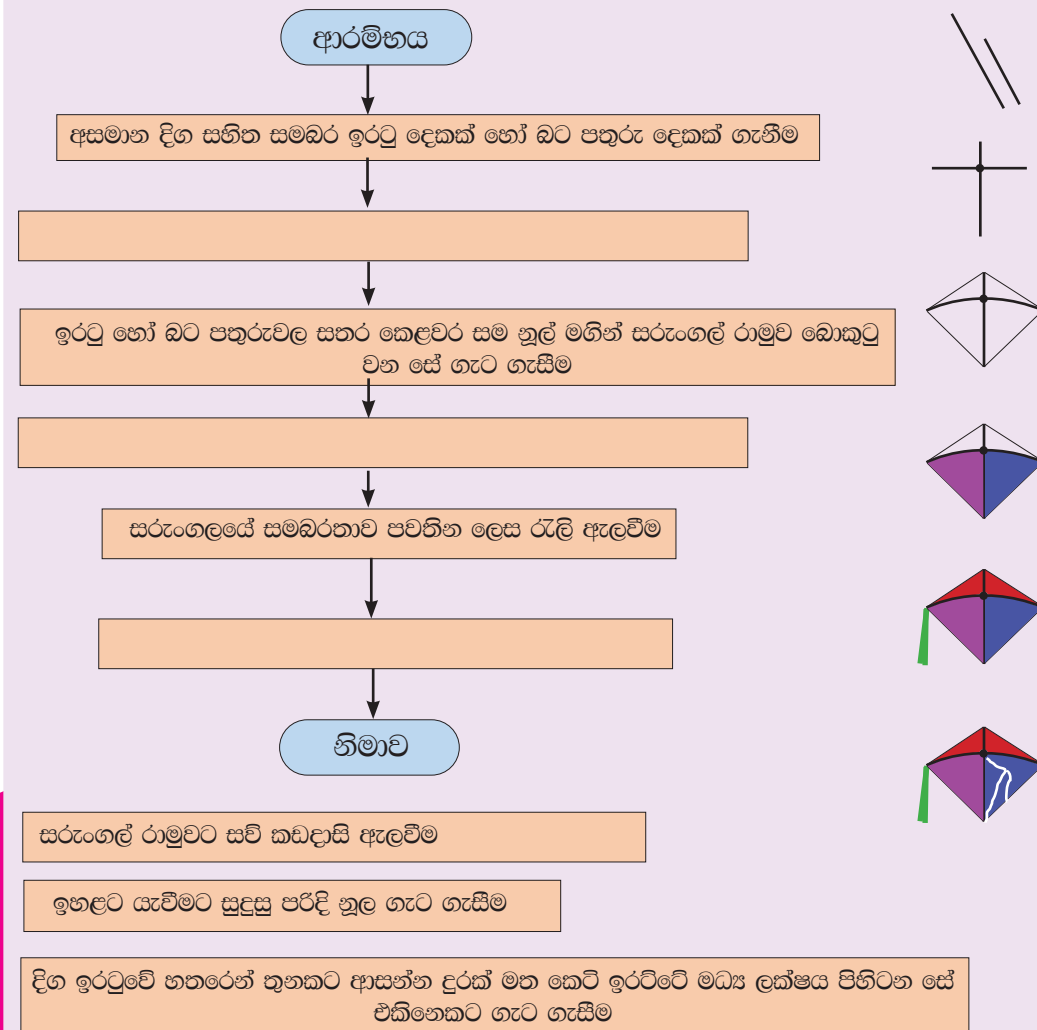 ආරම්භය
අසමාන දිග සහිත සමබර ඉරටු දෙකක් හෝ බට පතුරු දෙකක් ගැනීම
ඉරටු හෝ බට පතුරුවල සතර කෙළවර සම නූල් මගින් සරුංගල් රාමුව බොකුටු
වන සේ ගැට ගැසීම
සරුංගලයේ සමබරතාව පවතින ලෙස රැලි ඇලවීම
නිමාව
සරුංගල් රාමුවට සව් කඩදාසි ඇලවීම
ඉහළට යැවීමට සුදුසු පරිදි නූල ගැට ගැසීම
දිග ඉරටුවේ හතරෙන් තුනකට ආසන්න දුරක් මත කෙටි ඉරට්ටේ මධ්‍ය ලක්ෂය පිහිටන සේ
එකිනෙකට ගැට ගැසීම